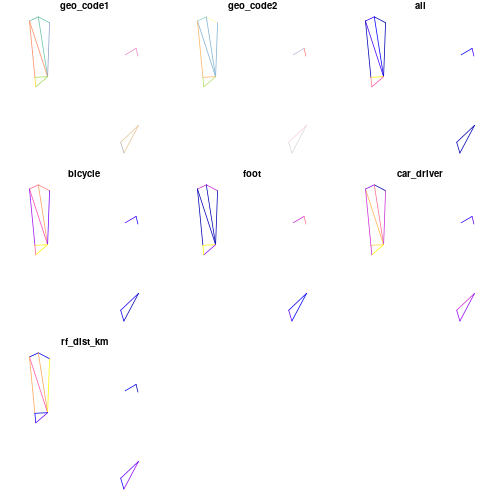 geo_code1
geo_code2
all
bicycle
foot
car_driver
rf_dist_km